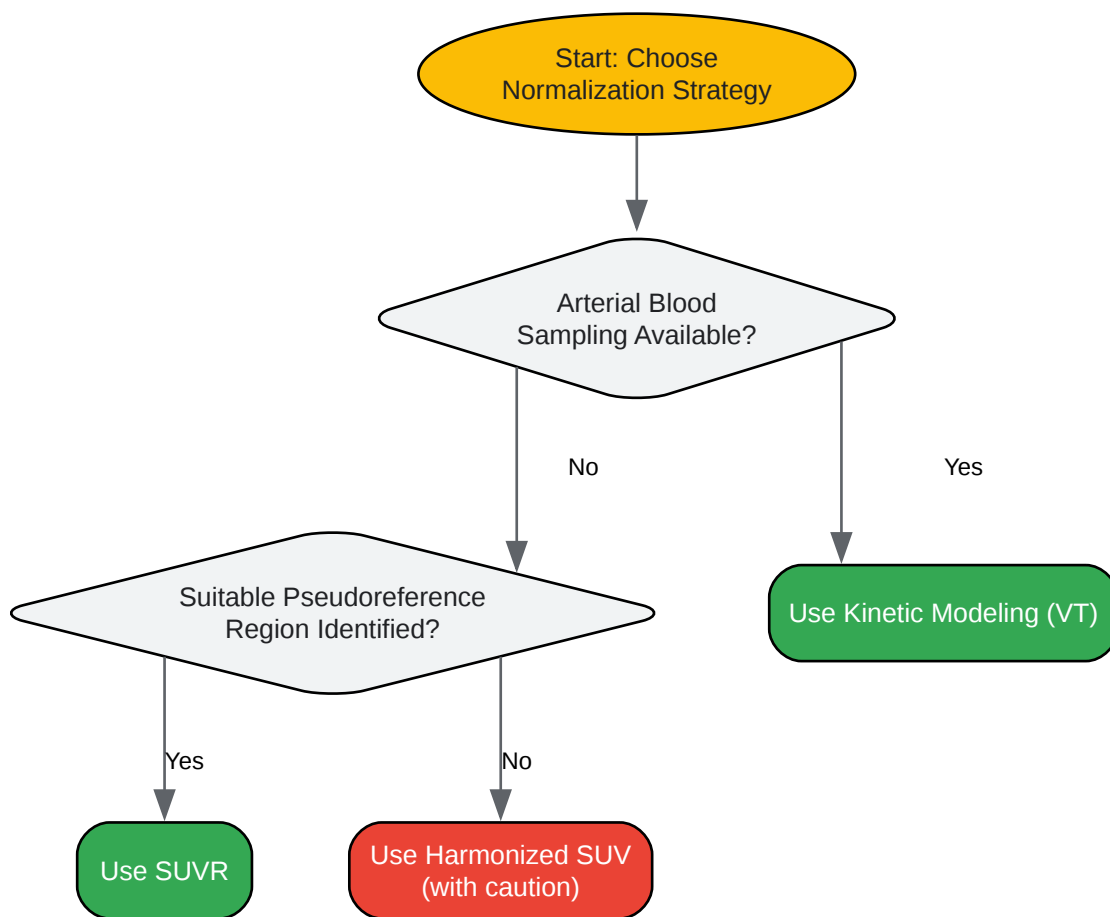 Start: Choose
Normalization Strategy
Arterial Blood
Sampling Available?
No
Yes
Suitable Pseudoreference
Region Identified?
Use Kinetic Modeling (VT)
Yes
No
Use SUVR
Use Harmonized SUV
(with caution)